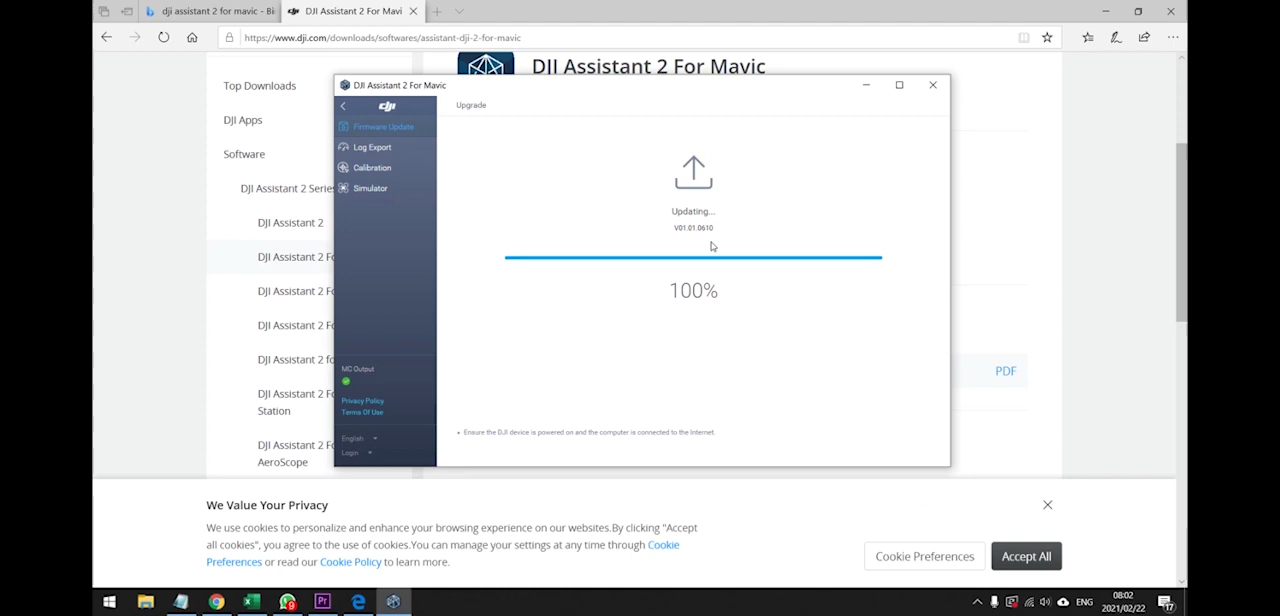 dji assistant 2 for mavic - Bi
DJI Assistant 2 For Mavi
https://www.dji.com/downloads/softwares/assistant-dji-2-for-mavic
DJI Assistant 2 For Mavic
Top Downloads
DJI Apps
Software
DJI Assistant 2 Series
DJI Assistant 2
DJI Assistant 2 Fo
DJI Assistant 2 Fo
DJI Assistant 2 Fo
DJI Assistant 2 fo
DJI Assistant 2 Fo
Station
DJI Assistant 2 Fo
AeroScope
DJI Assistant 2 For Mavic
dji
Firmware Update
Log Export
Calibration
Simulator
MC Output
Privacy Policy
Terms Of Use
English
Login
Upgrade
Updating...
V01.01.0610
100%
• Ensure the DJI device is powered on and the computer is connected to the Internet.
PDF
We Value Your Privacy
We use cookies to personalize and enhance your browsing experience on our websites.By clicking "Accept
all cookies", you agree to the use of cookies.You can manage your settings at any time through Cookie
Preferences or read our Cookie Policy to learn more.
Cookie Preferences
Accept All
9
Pr
ENG
08:02
2021/02/22
17